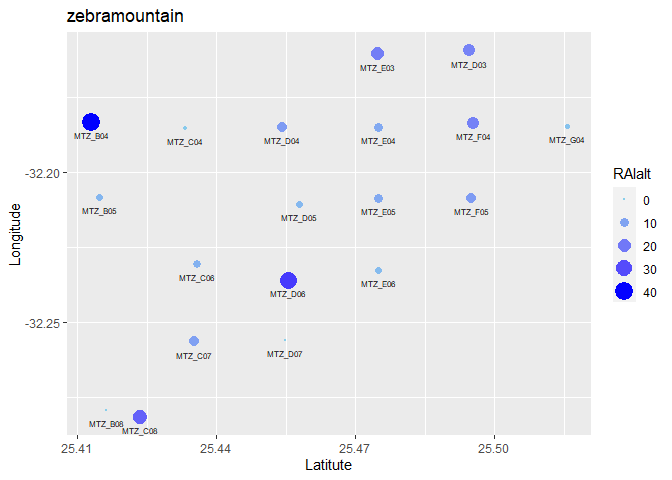 zebramountain
MTZ_E03
MTZ_D03
MTZ_B04
MTZ_C04
MTZ_D04
MTZ_E04
MTZ_F04
MTZ_G04
-32.20
MTZ_B05
MTZ_D05
MTZ_E05
MTZ_F05
Longitude
MTZ_C06
MTZ_D06
MTZ_E06
-32.25
MTZ_C07
MTZ_D07
MTZ_B08
MTZ_C08
25.41
25.44
25.47
25.50
Latitute
RAIalt
0
10
20
30
40